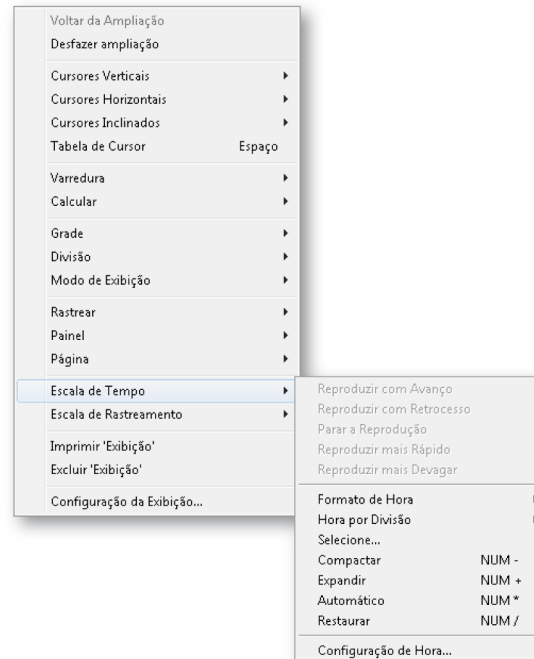 Voltar da Ampliação
Desfazer ampliação
Cursores Verticais
Cursores Horizontais
Cursores Inclinados
Tabela de Cursor Espaço
Varredura
Calcular
Grade
Divisão
Modo de Exibição
Rastrear
Painel
Página
Escala de Tempo
Escala de Rastreamento
Imprimir 'Exibição'
Excluir 'Exibição'
Configuração da Exibição...
Reproduzir com Avanço
Reproduzir com Retrocesso
Parar a Reprodução
Reproduzir mais Rápido
Reproduzir mais Devagar
Formato de Hora
Hora por Divisão
Selecione...
Compactar NUM -
Expandir NUM +
Automático NUM *
Restaurar NUM /
Configuração de Hora...